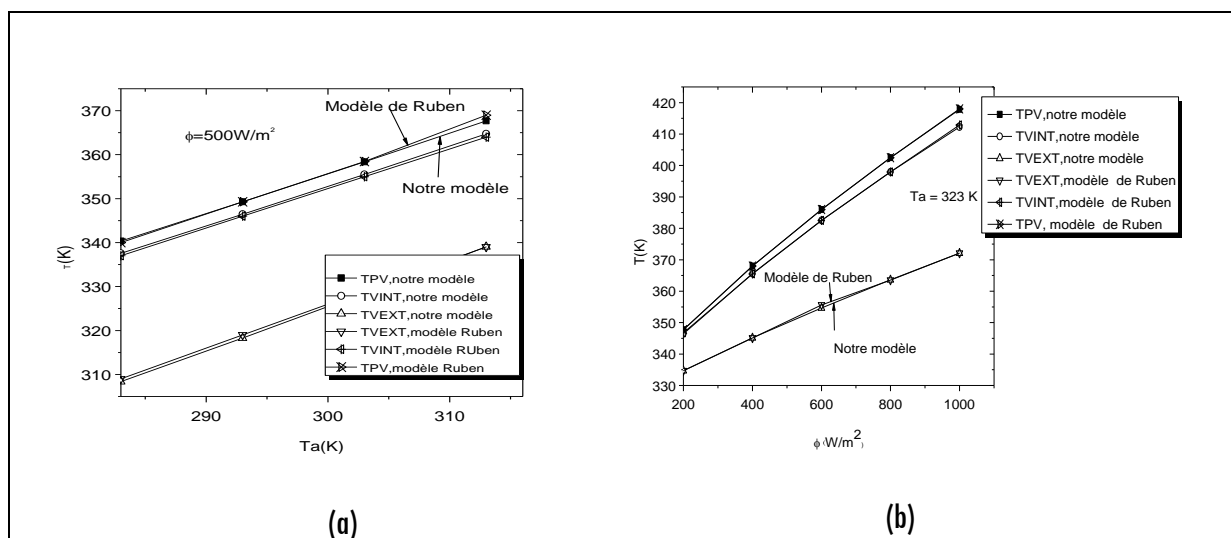 Modèle de Ruben
ϕ=500W/m²
Notre modèle
T(K)
370
360
350
340
330
320
310
290
300
310
Ta(K)
TPV,notre modèle
TVINT,notre modèle
TVEXT,notre modèle
TVEXT,modèle Ruben
TVINT,modèle RUben
TPV,modèle Ruben
(a)
T(K)
420
410
400
390
380
370
360
350
340
330
200
400
600
800
1000
ϕ (W/m²)
Ta = 323 K
Modèle de Ruben
Notre modèle
TPV,notre modèle
TVINT,notre modèle
TVEXT,notre modèle
TVEXT,modèle de Ruben
TVINT,modèle de Ruben
TPV, modèle de Ruben
(b)